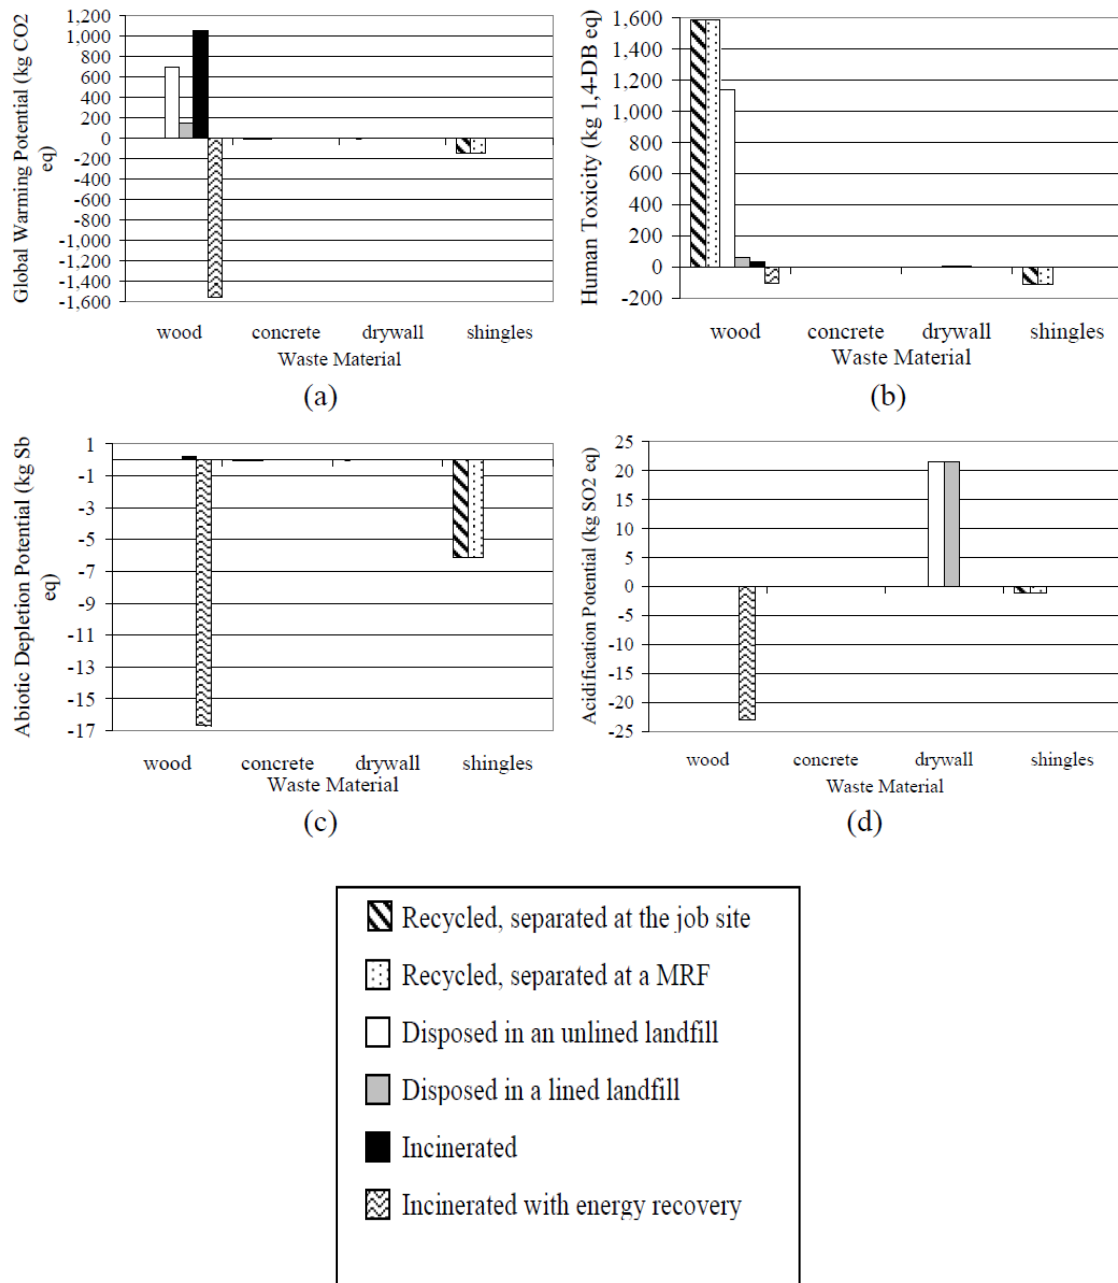 Global Warming Potential (kg CO2
eq)
1,200
1,000
800
600
400
200
0
-200
-400
-600
-800
-1,000
-1,200
-1,400
-1,600
wood concrete drywall shingles
Waste Material
(a)
Human Toxicity (kg 1,4-DB eq)
1,600
1,400
1,200
1,000
800
600
400
200
0
-200
wood concrete drywall shingles
Waste Material
(b)
Abiotic Depletion Potential (kg Sb
eq)
1
-1
-3
-5
-7
-9
-11
-13
-15
-17
wood concrete drywall shingles
Waste Material
(c)
Acidification Potential (kg SO2 eq)
25
20
15
10
5
0
-5
-10
-15
-20
-25
wood concrete drywall shingles
Waste Material
(d)
Recycled, separated at the job site
Recycled, separated at a MRF
Disposed in an unlined landfill
Disposed in a lined landfill
Incinerated
Incinerated with energy recovery